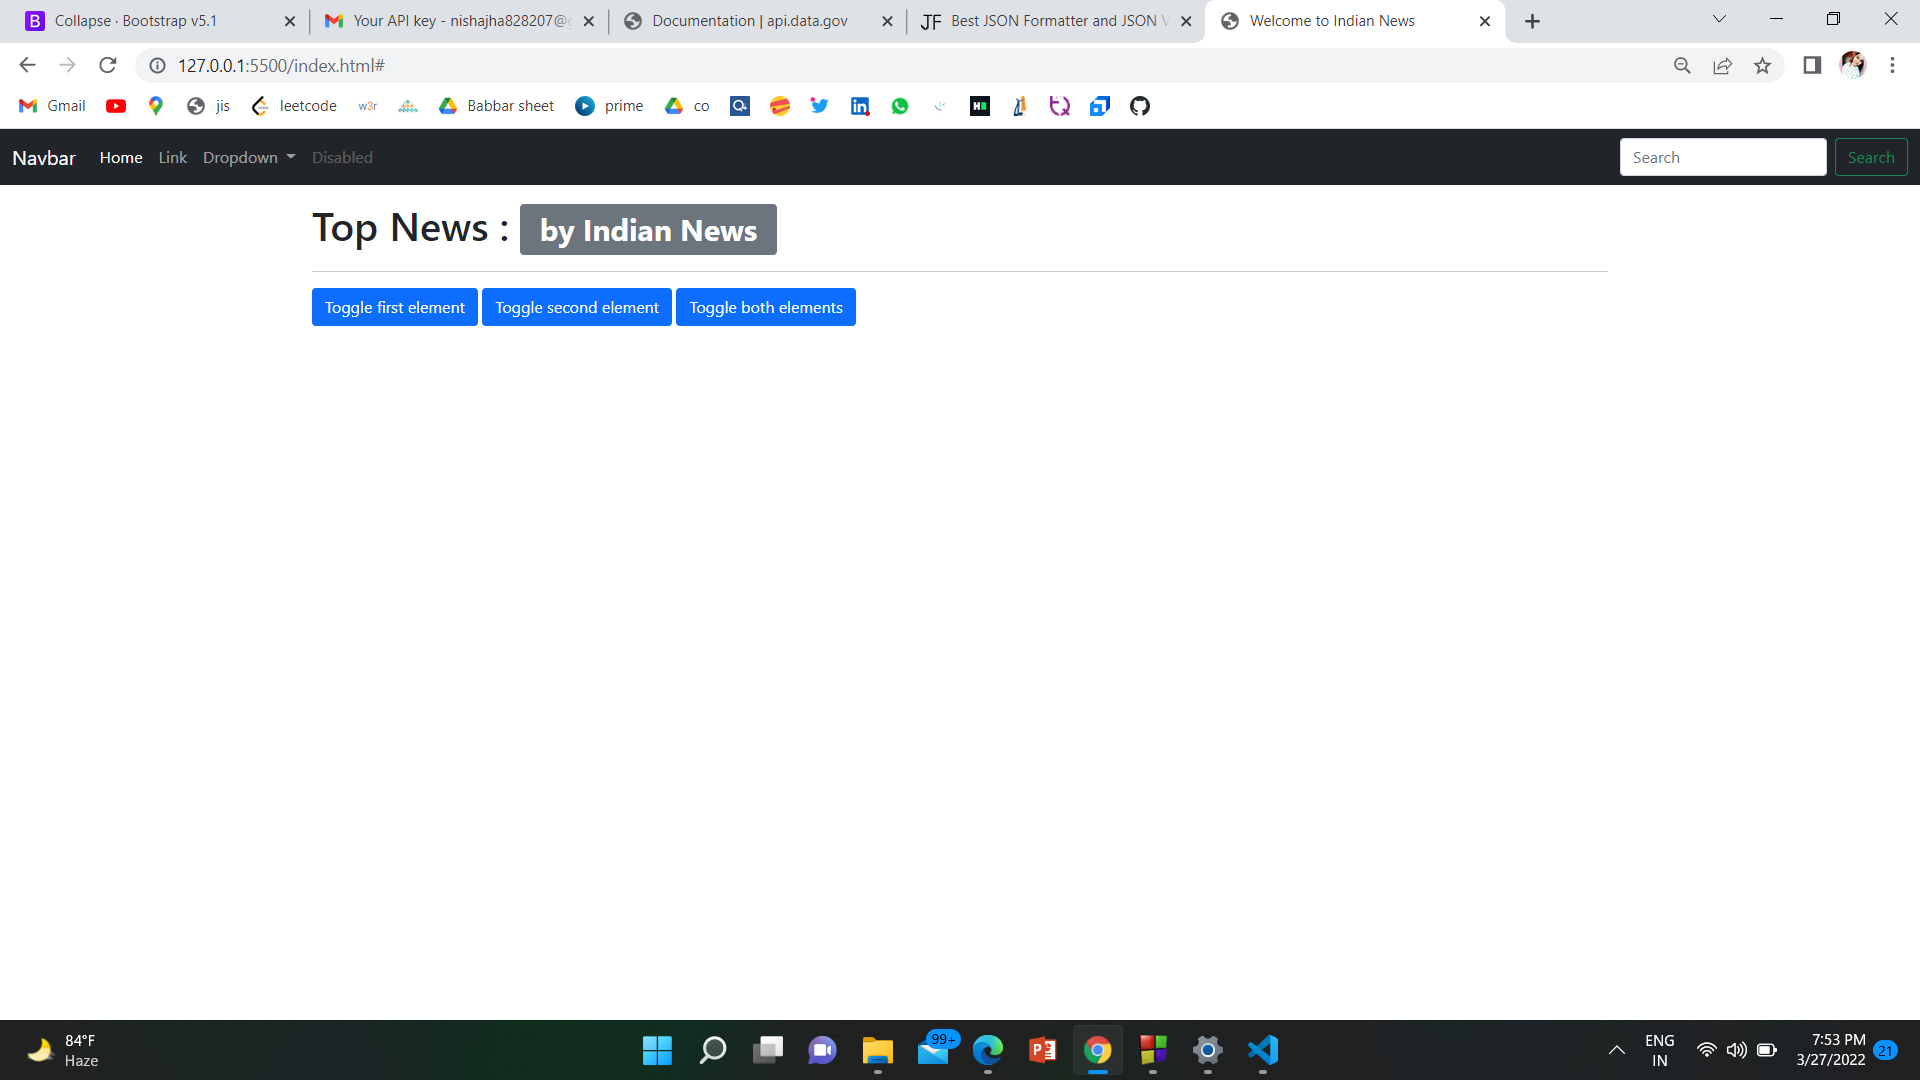 Collapse · Bootstrap v5.1
Your API key - nishajha828207@
Documentation | api.data.gov
JF Best JSON Formatter and JSON V
Welcome to Indian News
127.0.0.1:5500/index.html#
Gmail
jis
leetcode
w3r
Babbar sheet
prime
co
Navbar Home Link Dropdown Disabled
Search
Search
Top News : by Indian News
Toggle first element
Toggle second element
Toggle both elements
84°F
Haze
99+
ENG
IN
7:53 PM
3/27/2022
21